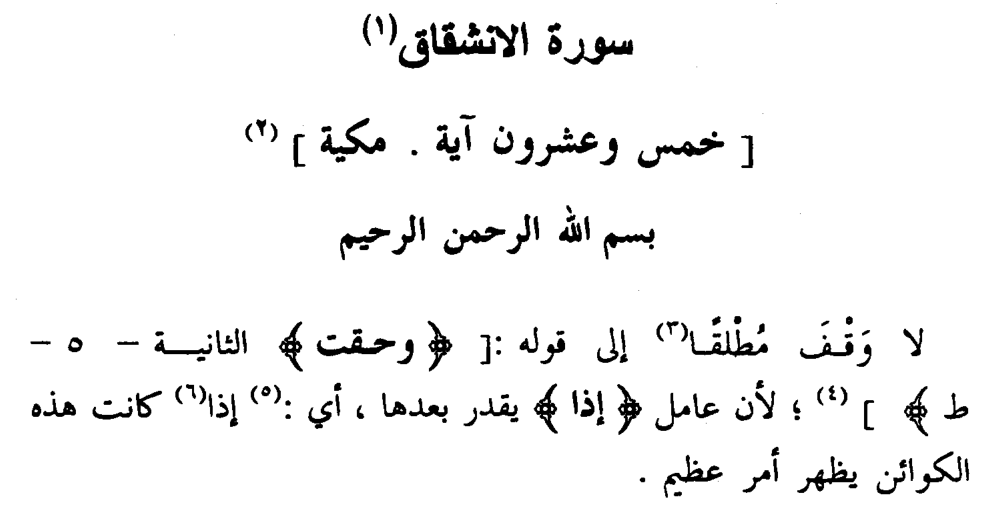 سورة الانشقاق(١)
[ خمس وعشرون آية . مكية ] (٢)
بسم الله الرحمن الرحيم
لا وَقْفَ مُطْلَقًا(٣) إلى قوله :[ ﴿ وحقت ﴾ الثانيــة – ٥ –
ط ﴾ ] (٤) ؛ لأن عامل ﴿ إذا ﴾ يقدر بعدها ، أي :(٥) إذا(٦) كانت هذه
الكوائن يظهر أمر عظيم .